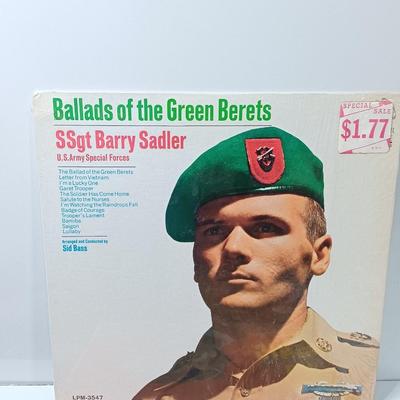 Ballads of the Green Berets
SSgt Barry Sadler
U.S.Army Special Forces
The Ballad of the Green Berets
Letter from Vietnam
I'm a Lucky One
Garet Trooper
The Soldier Has Come Home
Salute to the Nurses
I'm Watching the Raindrops Fall
Badge of Courage
Trooper's Lament
Bamiba
Saigon
Lullaby
Arranged and Conducted by
Sid Bass
SPECIAL
SALE
$1.77
LPM-3547